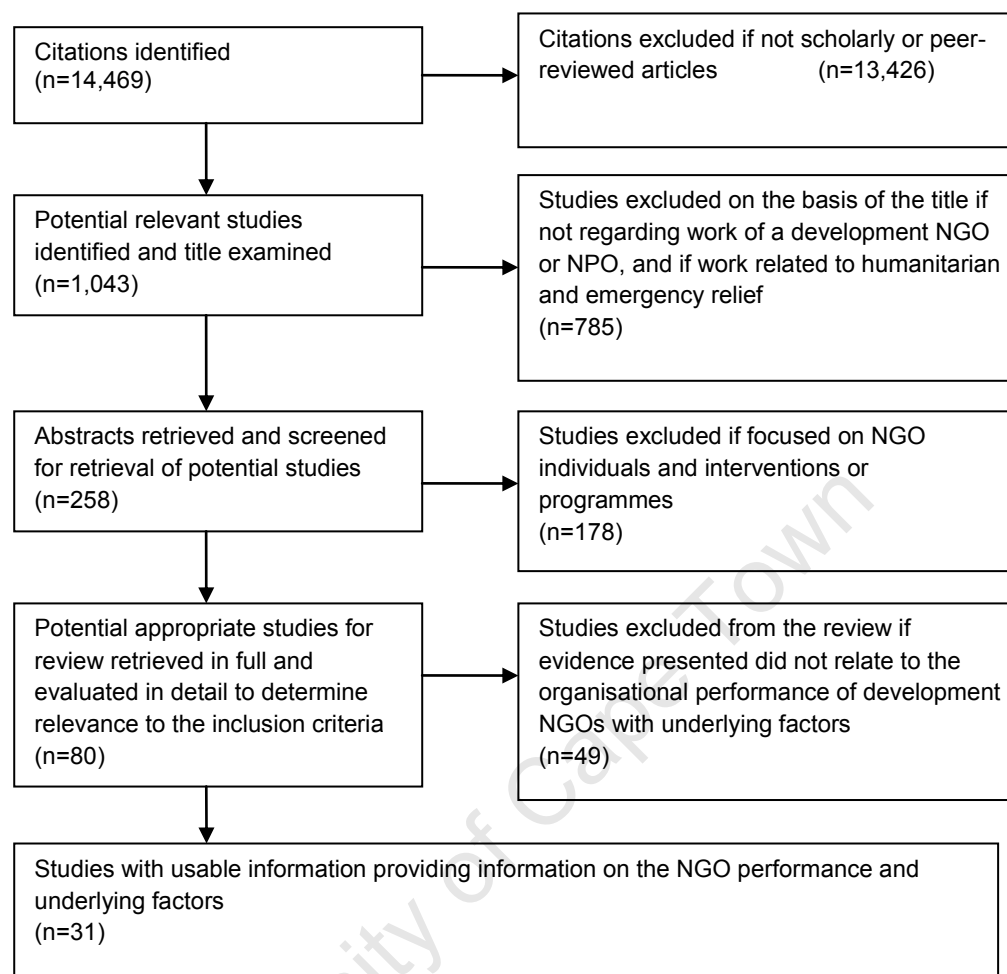 Citations identified
(n=14,469)
Citations excluded if not scholarly or peer-
reviewed articles (n=13,426)
Potential relevant studies
identified and title examined
(n=1,043)
Studies excluded on the basis of the title if
not regarding work of a development NGO
or NPO, and if work related to humanitarian
and emergency relief
(n=785)
Abstracts retrieved and screened
for retrieval of potential studies
(n=258)
Studies excluded if focused on NGO
individuals and interventions or
programmes
(n=178)
Potential appropriate studies for
review retrieved in full and
evaluated in detail to determine
relevance to the inclusion criteria
(n=80)
Studies excluded from the review if
evidence presented did not relate to the
organisational performance of development
NGOs with underlying factors
(n=49)
Studies with usable information providing information on the NGO performance and
underlying factors
(n=31)
ity of Cape Town